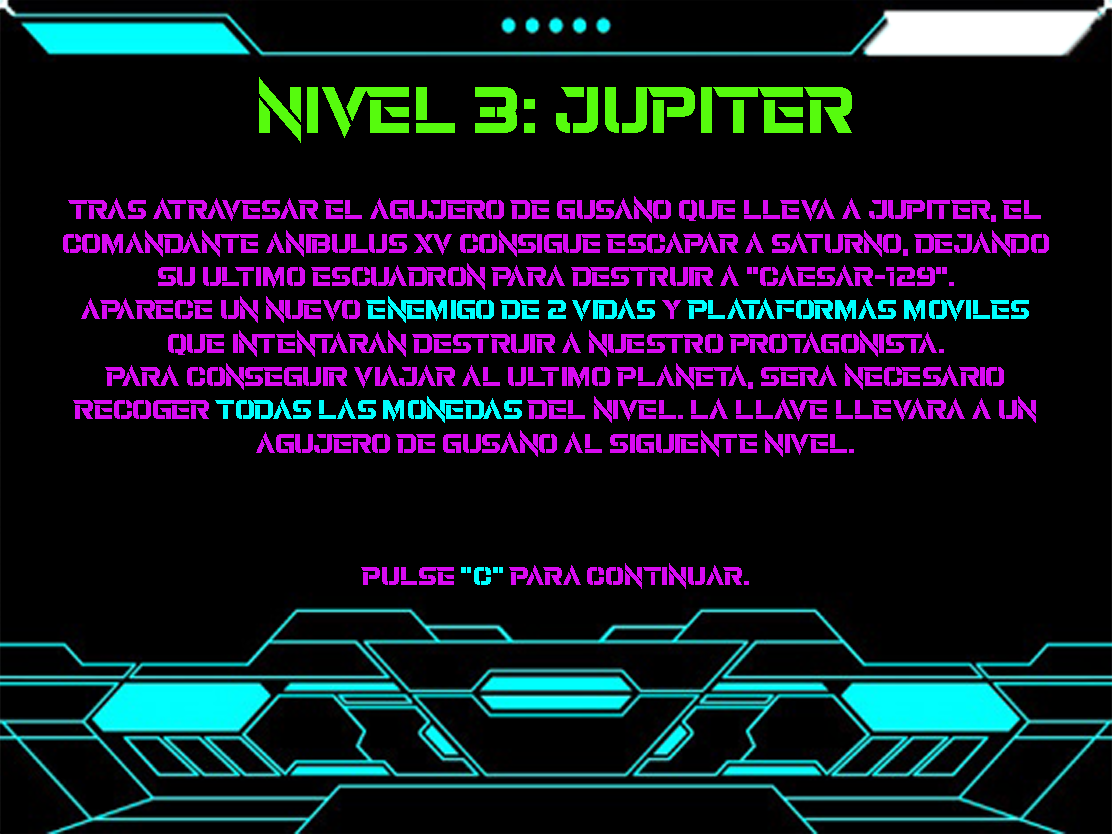 NIVEL 3: JUPITER
TRAS ATRAVESAR EL AGUJERO DE GUSANO QUE LLEVA A JUPITER, EL
COMANDANTE ANIBULUS XV CONSIGUE ESCAPAR A SATURNO, DEJANDO
SU ULTIMO ESCUADRON PARA DESTRUIR A "CAESAR-129".
APARECE UN NUEVO ENEMIGO DE 2 VIDAS Y PLATAFORMAS MOVILES
QUE INTENTARAN DESTRUIR A NUESTRO PROTAGONISTA.
PARA CONSEGUIR VIAJAR AL ULTIMO PLANETA, SERA NECESARIO
RECOGER TODAS LAS MONEDAS DEL NIVEL. LA LLAVE LLEVARA A UN
AGUJERO DE GUSANO AL SIGUIENTE NIVEL.
PULSE "C" PARA CONTINUAR.